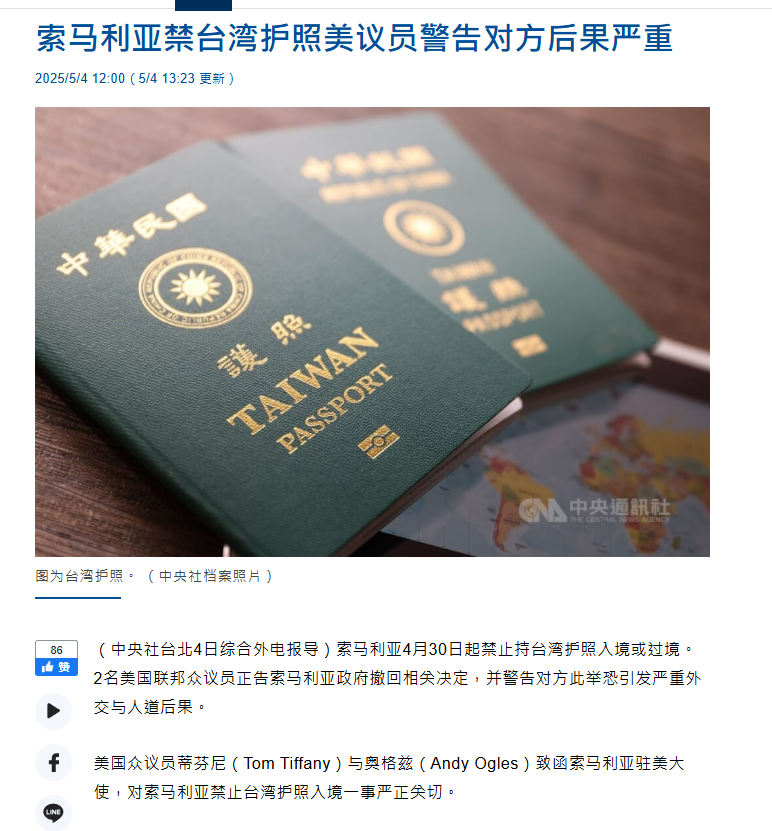 索马利亚禁台湾护照美议员警告对方后果严重
2025/5/4 12:00（5/4 13:23 更新）
中華民國
REPUBLIC OF CHINA
護照
TAIWAN
PASSPORT
中華民國
護照
PASSPORT
CNA 中央通訊社
THE CENTRAL NEWS AGENCY
图为台湾护照。（中央社档案照片）
86
赞
（中央社台北4日综合外电报导）索马利亚4月30日起禁止持台湾护照入境或过境。
2名美国联邦众议员正告索马利亚政府撤回相关决定，并警告对方此举恐引发严重外
交与人道后果。
美国众议员蒂芬尼（Tom Tiffany）与奥格兹（Andy Ogles）致函索马利亚驻美大
使，对索马利亚禁止台湾护照入境一事严正关切。
LINE